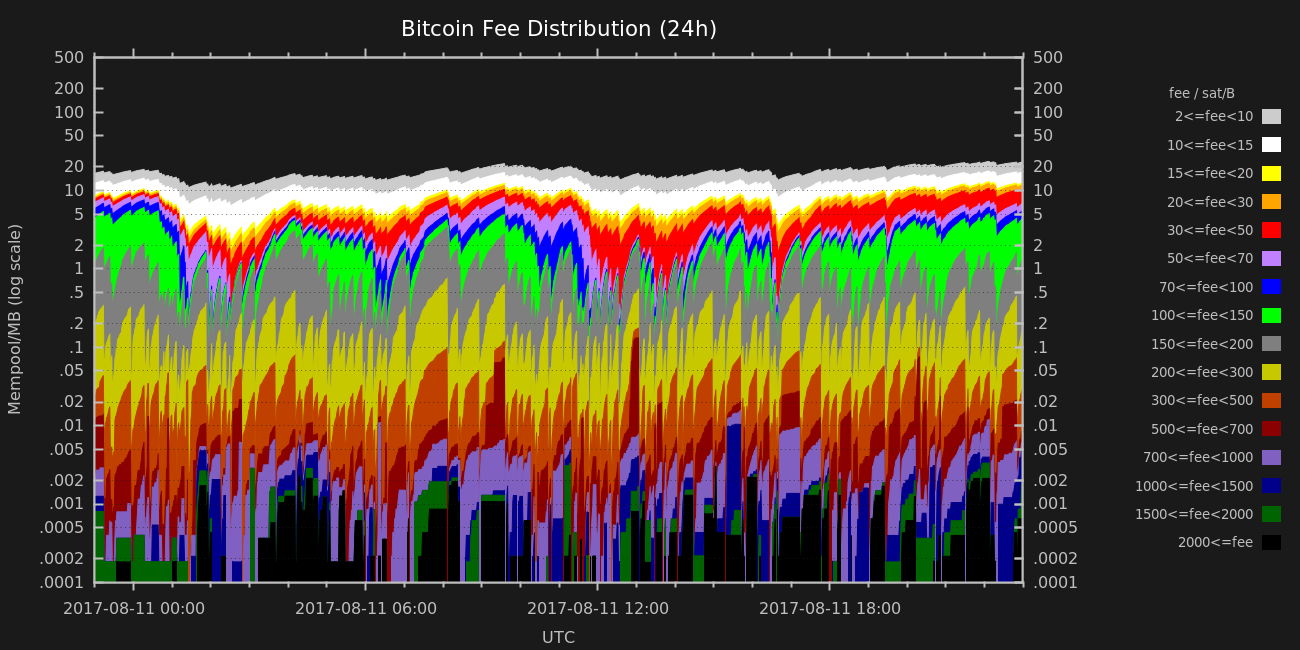 Bitcoin Fee Distribution (24h)
500
200
100
50
20
10
5
2
1
.5
.2
.1
.05
.02
.01
.005
.002
.001
.0005
.0002
.0001
Mempool/MB (log scale)
500
200
100
50
20
10
5
2
1
.5
.2
.1
.05
.02
.01
.005
.002
.001
.0005
.0002
.0001
2017-08-11 00:00
2017-08-11 06:00
2017-08-11 12:00
2017-08-11 18:00
UTC
fee / sat/B
2<=fee<10
10<=fee<15
15<=fee<20
20<=fee<30
30<=fee<50
50<=fee<70
70<=fee<100
100<=fee<150
150<=fee<200
200<=fee<300
300<=fee<500
500<=fee<700
700<=fee<1000
1000<=fee<1500
1500<=fee<2000
2000<=fee